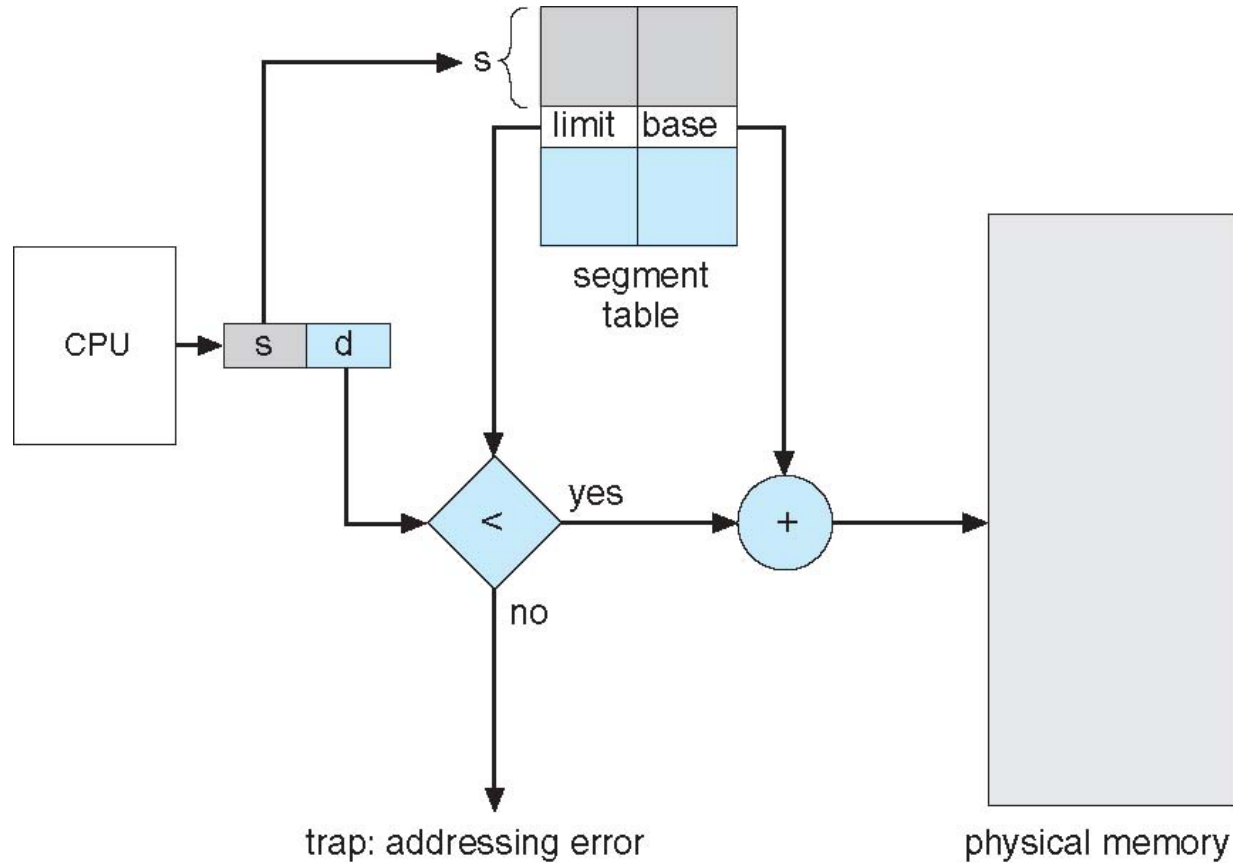 s
limit base
segment
table
CPU
s d
<
yes
+
no
trap: addressing error
physical memory